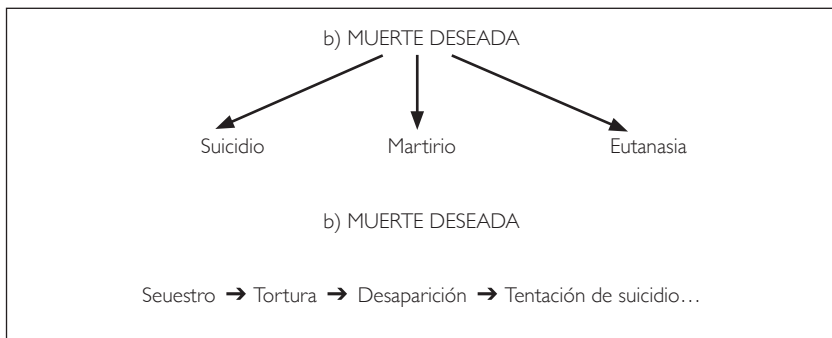 b) MUERTE DESEADA
Suicidio Martirio Eutanasia
b) MUERTE DESEADA
Seuestro ➔ Tortura ➔ Desaparición ➔ Tentación de suicidio…